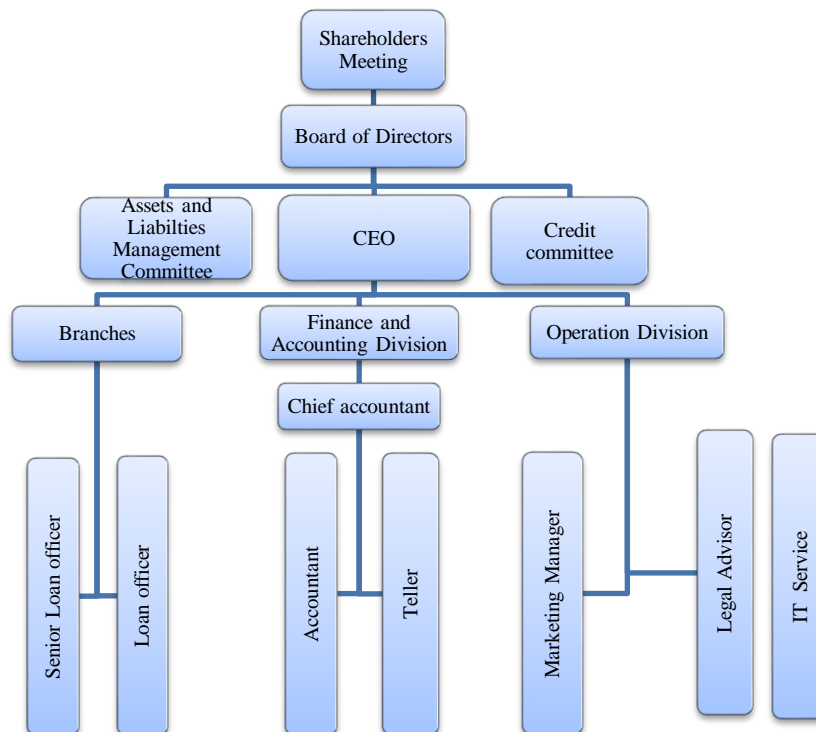 Shareholders
Meeting
Board of Directors
Assets and
Liabilties
Management
Committee
CEO
Credit
committee
Branches
Finance and
Accounting Division
Operation Division
Chief accountant
Senior Loan officer
Loan officer
Accountant
Teller
Marketing Manager
Legal Advisor
IT Service